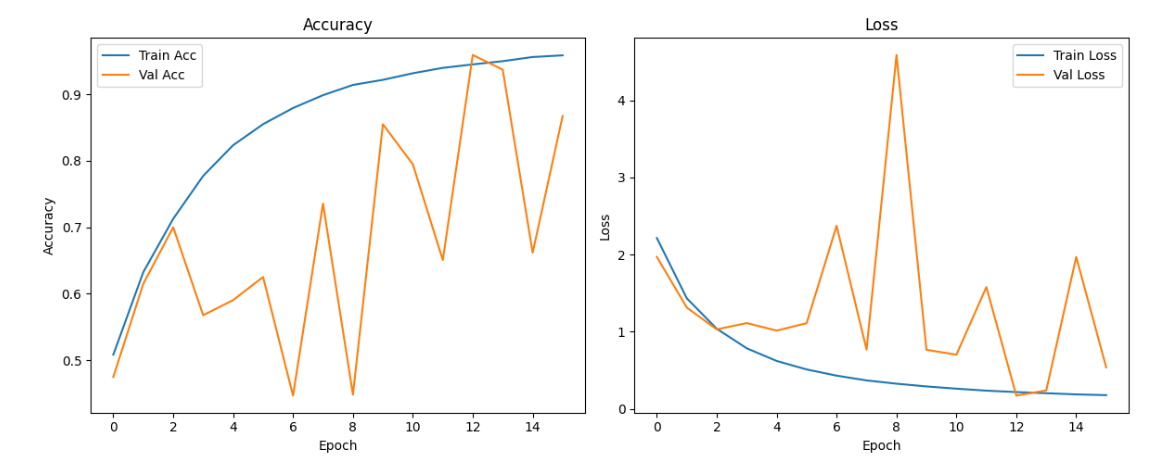 Accuracy
Train Acc
Val Acc
0.9
0.8
0.7
0.6
0.5
Accuracy
0 2 4 6 8 10 12 14
Epoch
Loss
Train Loss
Val Loss
4
3
2
1
0
Loss
0 2 4 6 8 10 12 14
Epoch